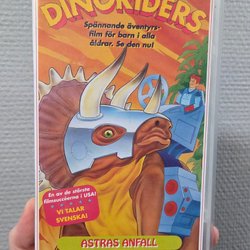 DINORIDERS
Spännande äventyrs-
film för barn i alla
åldrar. Se den nu!
En av de största
filmsuccéerna i USA!
VI TALAR
SVENSKA!
ASTRAS ANFALL